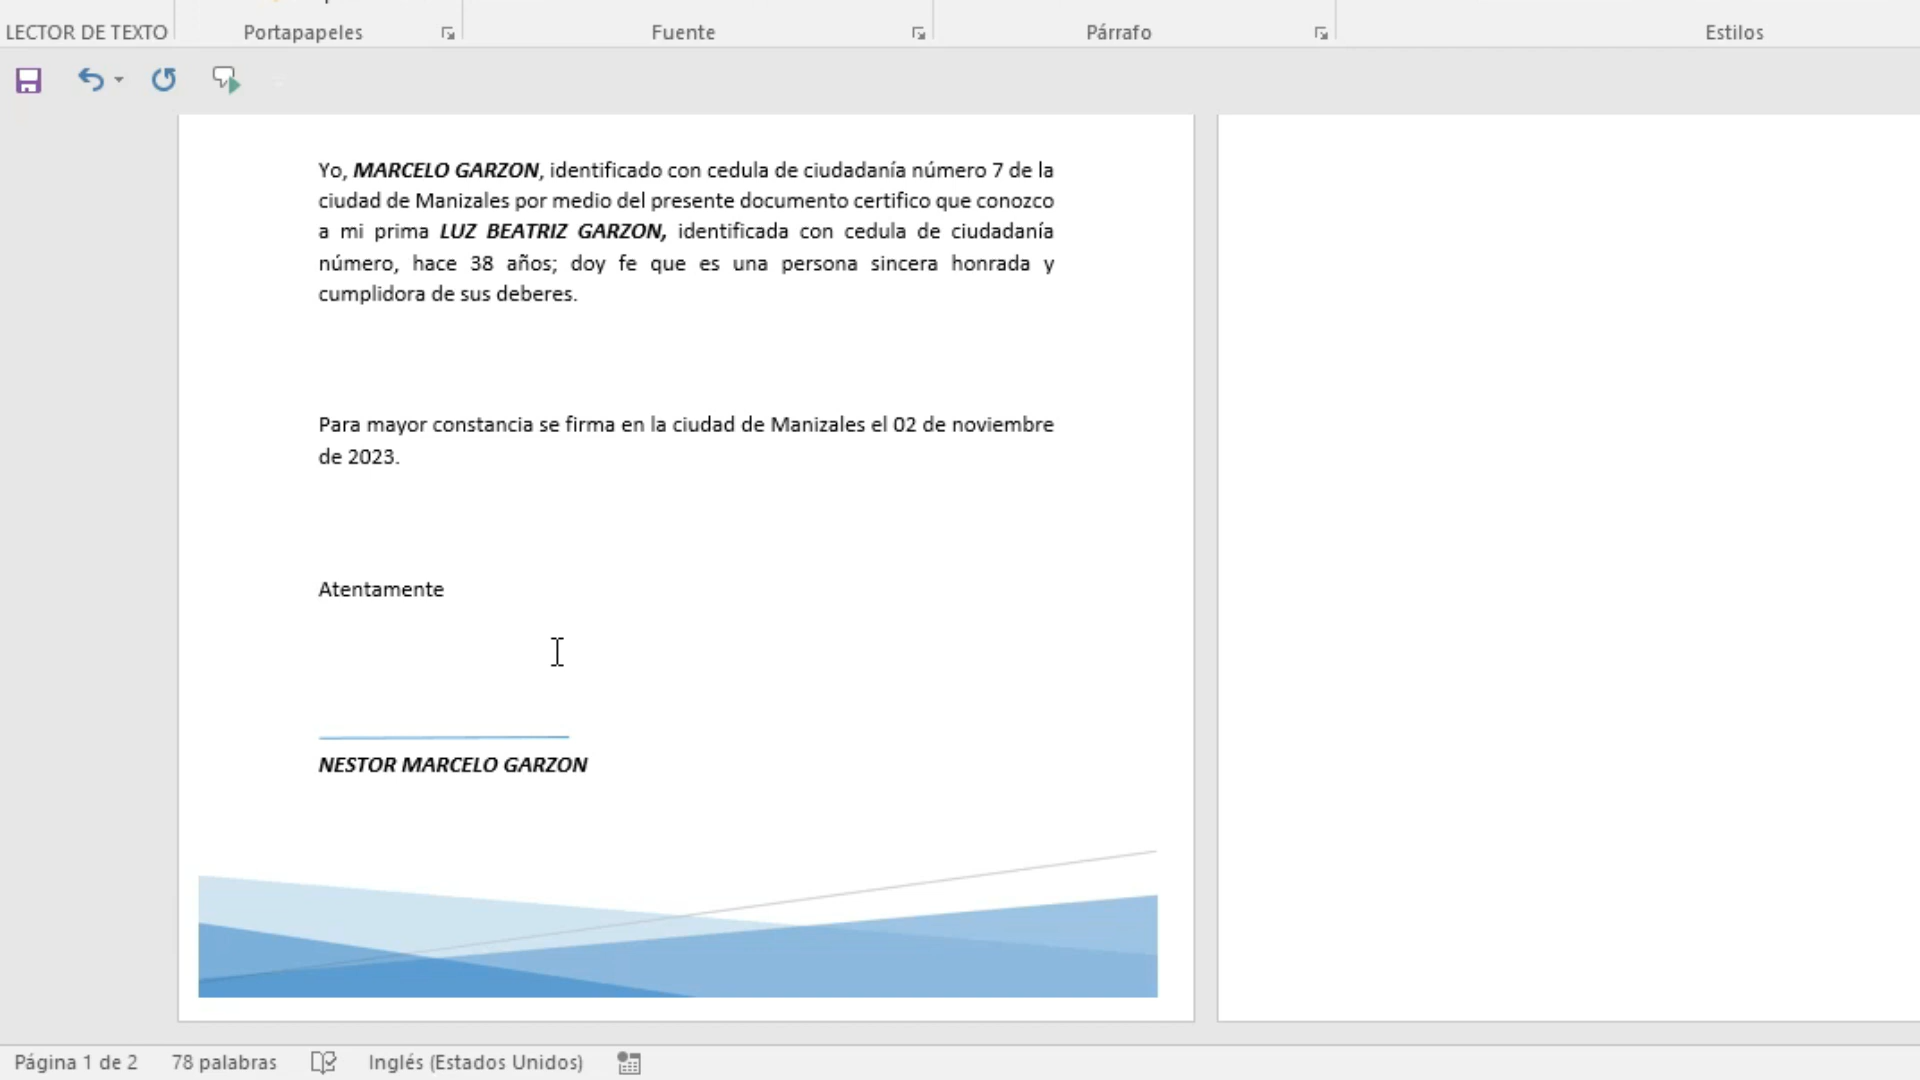 LECTOR DE TEXTO Portapapeles Fuente Párrafo Estilos
Yo, MARCELO GARZON, identificado con cedula de ciudadanía número 7 de la
ciudad de Manizales por medio del presente documento certifico que conozco
a mi prima LUZ BEATRIZ GARZON, identificada con cedula de ciudadanía
número, hace 38 años; doy fe que es una persona sincera honrada y
cumplidora de sus deberes.
Para mayor constancia se firma en la ciudad de Manizales el 02 de noviembre
de 2023.
Atentamente
NESTOR MARCELO GARZON
Página 1 de 2 78 palabras Inglés (Estados Unidos)